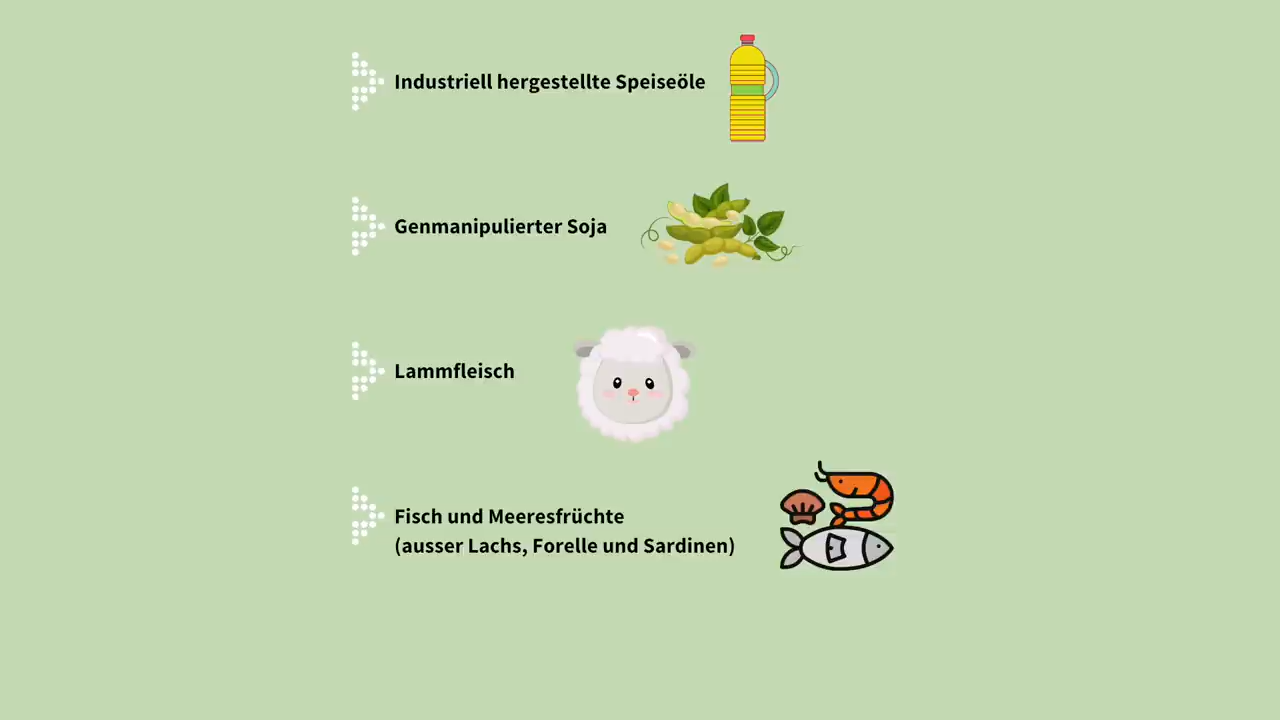 Industriell hergestellte Speiseöle
Genmanipulierter Soja
Lammfleisch
Fisch und Meeresfrüchte
(ausser Lachs, Forelle und Sardinen)